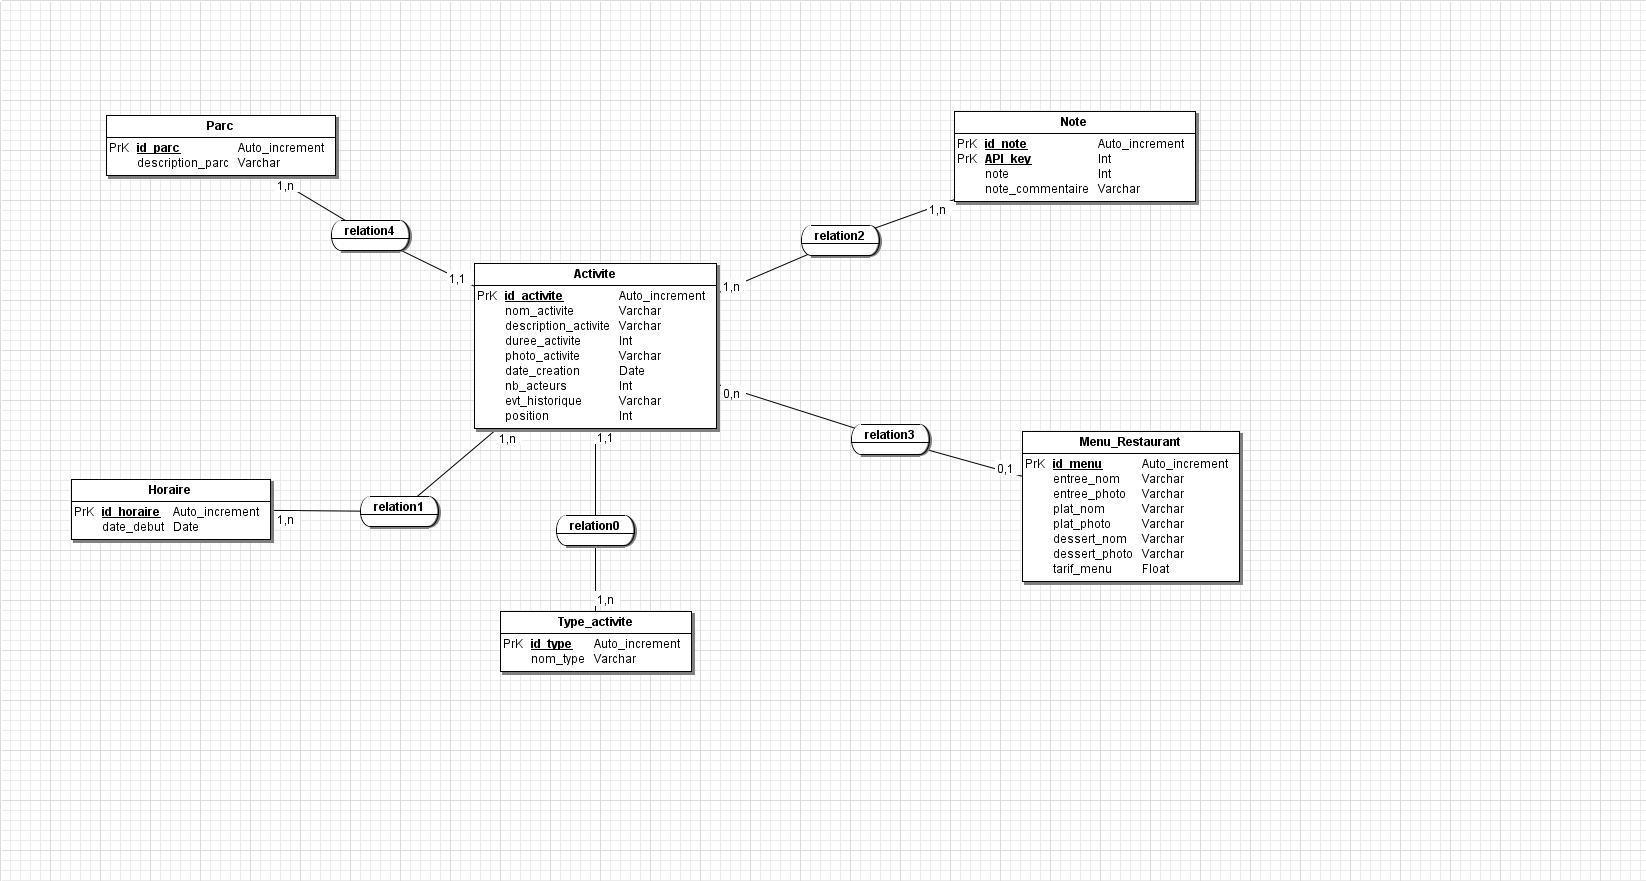 Parc
PrK id_parc Auto_increment
description_parc Varchar
1,n
relation4
1,1
Note
PrK id_note Auto_increment
PrK API_key Int
note Int
note_commentaire Varchar
1,n
relation2
1,n
Activite
PrK id_activite Auto_increment
nom_activite Varchar
description_activite Varchar
duree_activite Int
photo_activite Varchar
date_creation Date
nb_acteurs Int
evt_historique Varchar
position Int
0,n
relation3
0,1
Menu_Restaurant
PrK id_menu Auto_increment
entree_nom Varchar
entree_photo Varchar
plat_nom Varchar
plat_photo Varchar
dessert_nom Varchar
dessert_photo Varchar
tarif_menu Float
1,n
relation1
1,n
Horaire
PrK id_horaire Auto_increment
date_debut Date
1,1
relation0
1,n
Type_activite
PrK id_type Auto_increment
nom_type Varchar